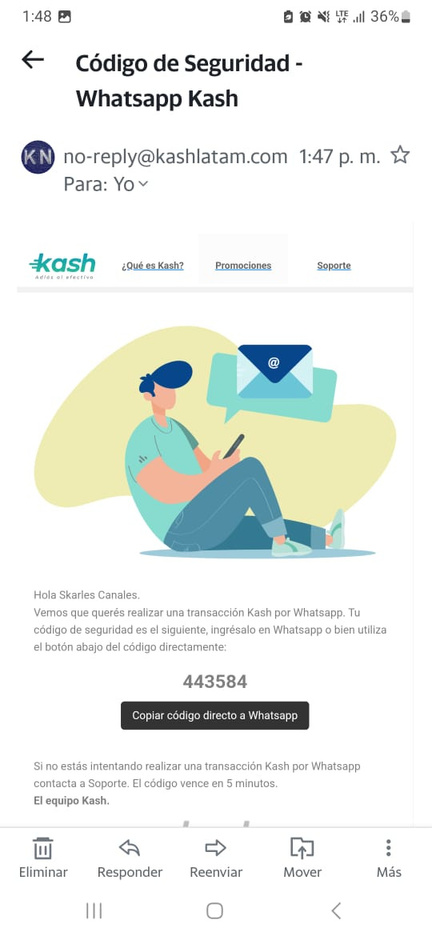 1:48 LTE 36%
Código de Seguridad -
Whatsapp Kash
KN no-reply@kashlatam.com 1:47 p. m.
Para: Yo
kash ¿Qué es Kash? Promociones Soporte
Adiós al efectivo
@
Hola Skarles Canales.
Vemos que querés realizar una transacción Kash por Whatsapp. Tu
código de seguridad es el siguiente, ingrésalo en Whatsapp o bien utiliza
el botón abajo del código directamente:
443584
Copiar código directo a Whatsapp
Si no estás intentando realizar una transacción Kash por Whatsapp
contacta a Soporte. El código vence en 5 minutos.
El equipo Kash.
Eliminar Responder Reenviar Mover Más